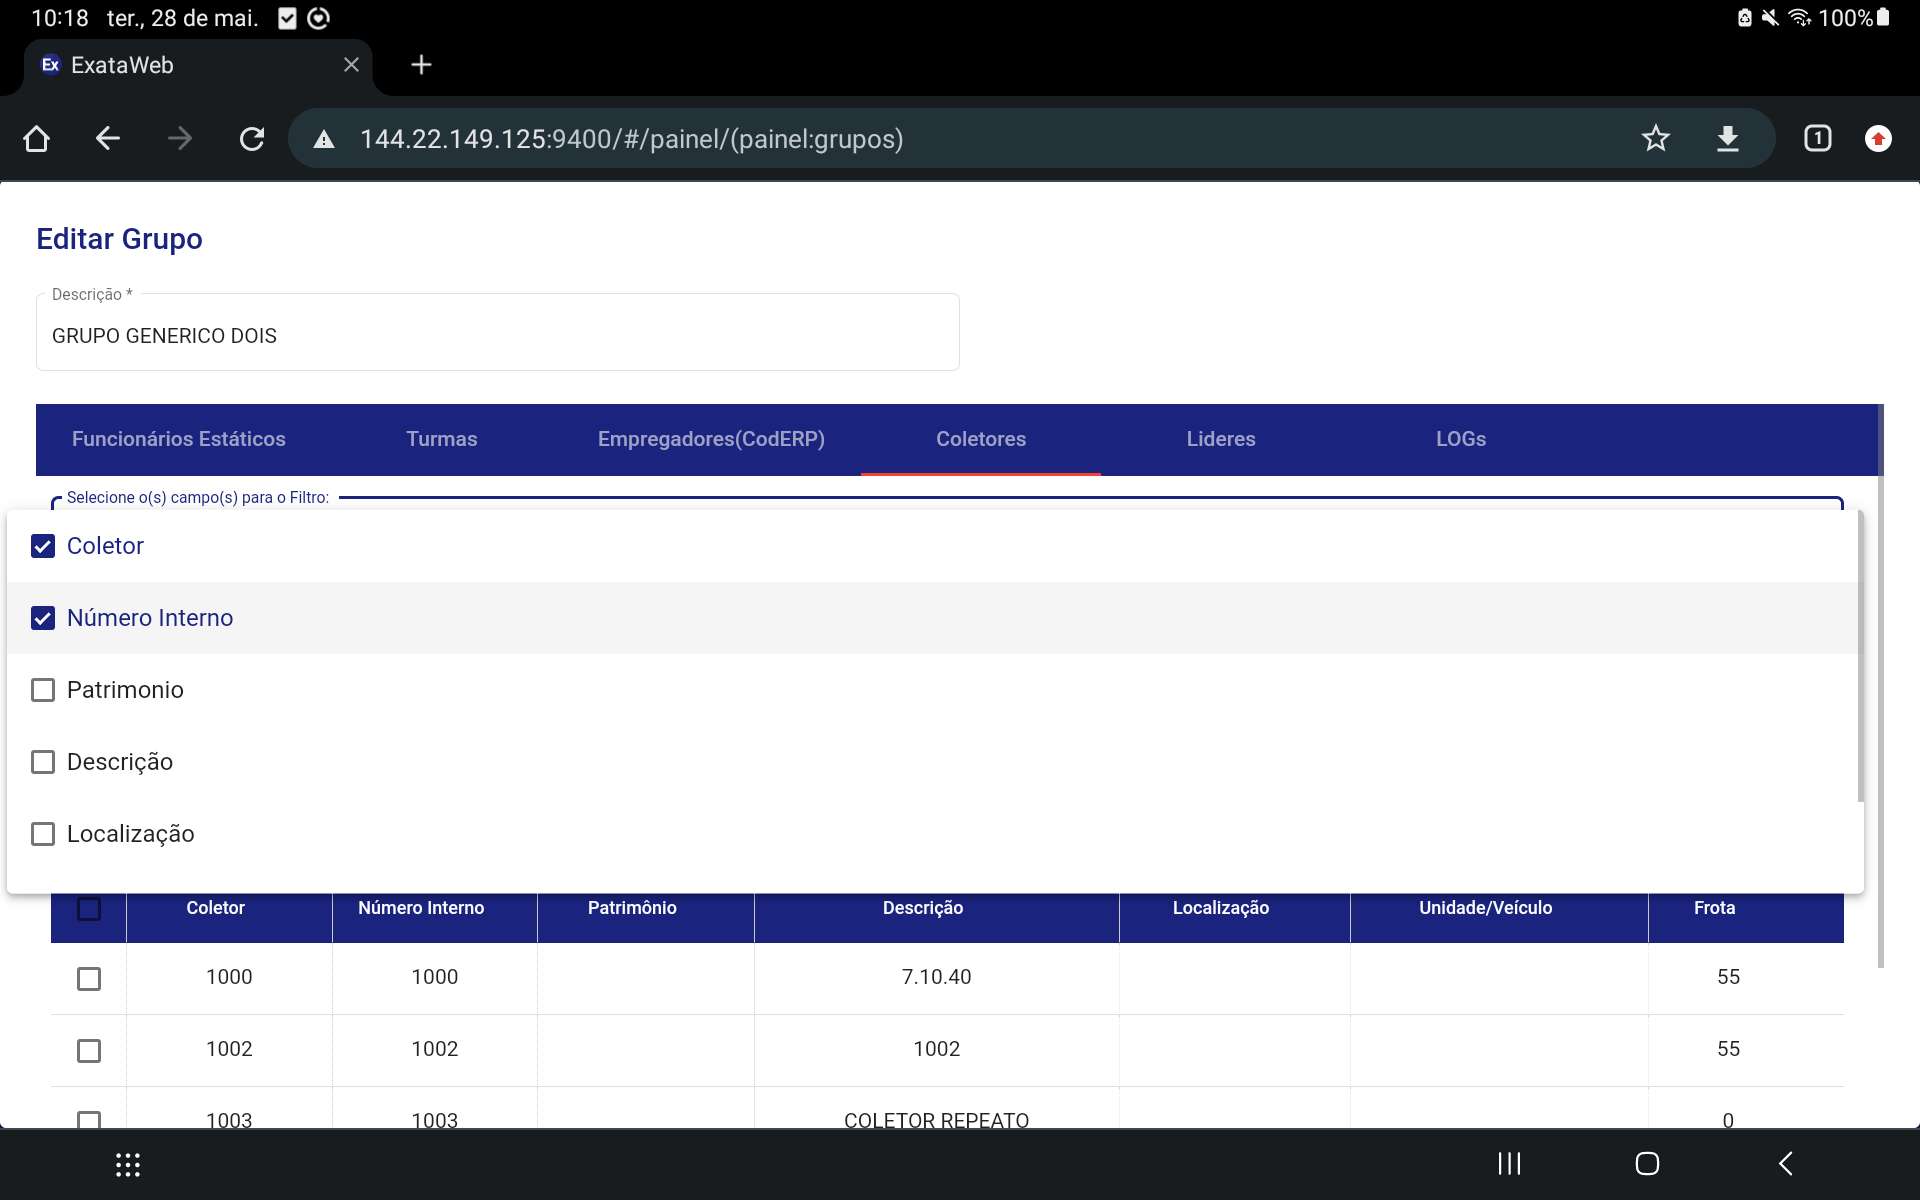 10:18 ter., 28 de mai. 100%
Ex ExataWeb
144.22.149.125:9400/#/painel/(painel:grupos) 1
Editar Grupo
Descrição *
GRUPO GENERICO DOIS
Funcionários Estáticos Turmas Empregadores(CodERP) Coletores Lideres LOGs
Selecione o(s) campo(s) para o Filtro:
Coletor
Número Interno
Patrimonio
Descrição
Localização
Coletor Número Interno Patrimônio Descrição Localização Unidade/Veículo Frota
1000 1000 7.10.40 55
1002 1002 1002 55
1003 1003 COLETOR REPEATO 0